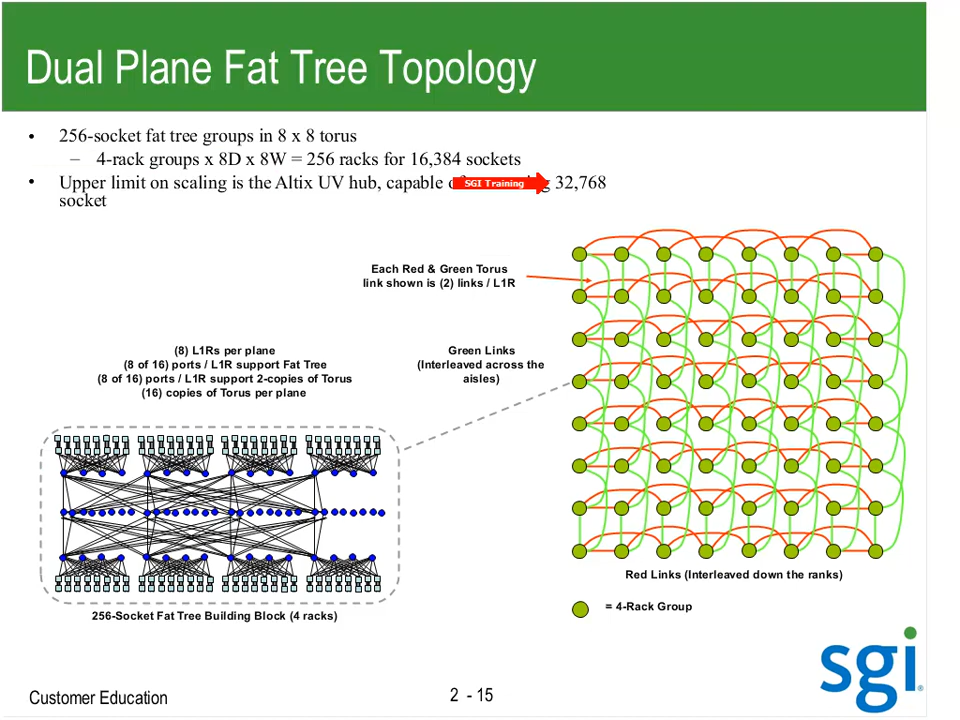 Dual Plane Fat Tree Topology
• 256-socket fat tree groups in 8 x 8 torus
– 4-rack groups x 8D x 8W = 256 racks for 16,384 sockets
• Upper limit on scaling is the Altix UV hub, capable 32,768
socket
SGI Training
Each Red & Green Torus
link shown is (2) links / L1R
(8) L1Rs per plane
(8 of 16) ports / L1R support Fat Tree
(8 of 16) ports / L1R support 2-copies of Torus
(16) copies of Torus per plane
Green Links
(Interleaved across the
aisles)
Red Links (Interleaved down the ranks)
= 4-Rack Group
256-Socket Fat Tree Building Block (4 racks)
Customer Education
2 - 15
sgi®